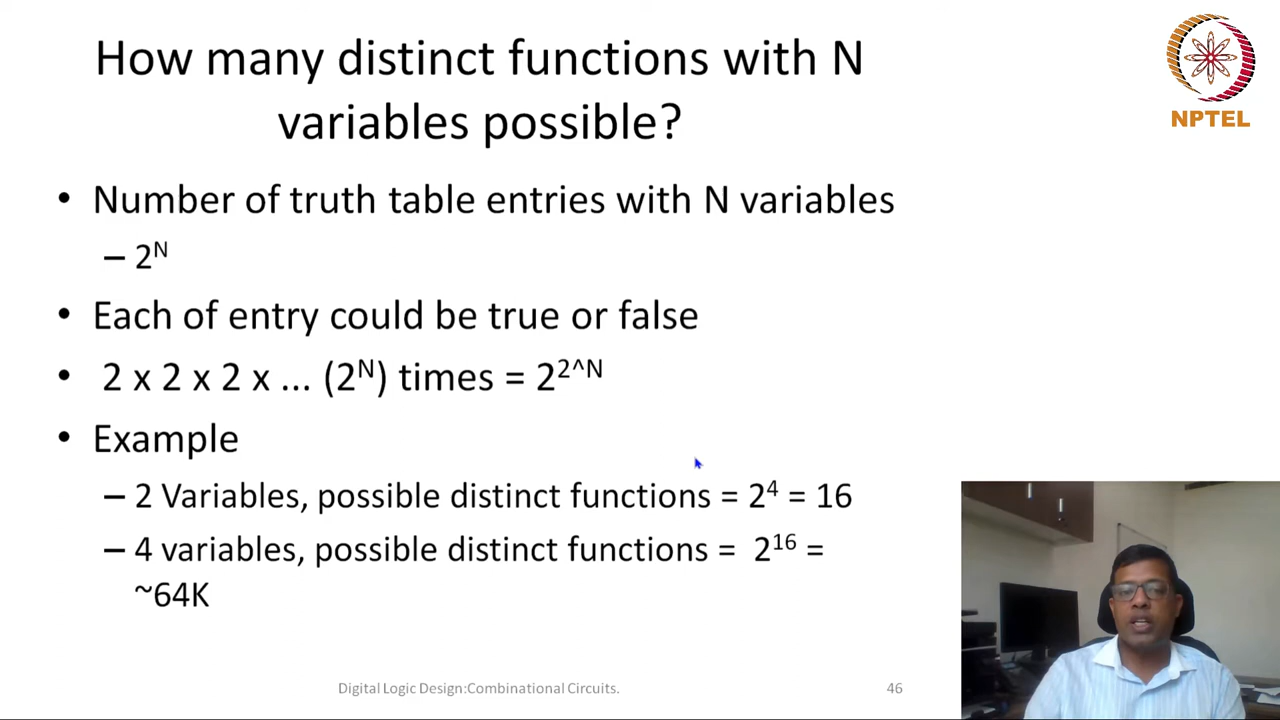 How many distinct functions with N
variables possible?
NPTEL
• Number of truth table entries with N variables
– 2ᴺ
• Each of entry could be true or false
• 2 x 2 x 2 x ... (2ᴺ) times = 2²^ᴺ
• Example
– 2 Variables, possible distinct functions = 2⁴ = 16
– 4 variables, possible distinct functions = 2¹⁶ =
~64K
Digital Logic Design:Combinational Circuits.
46